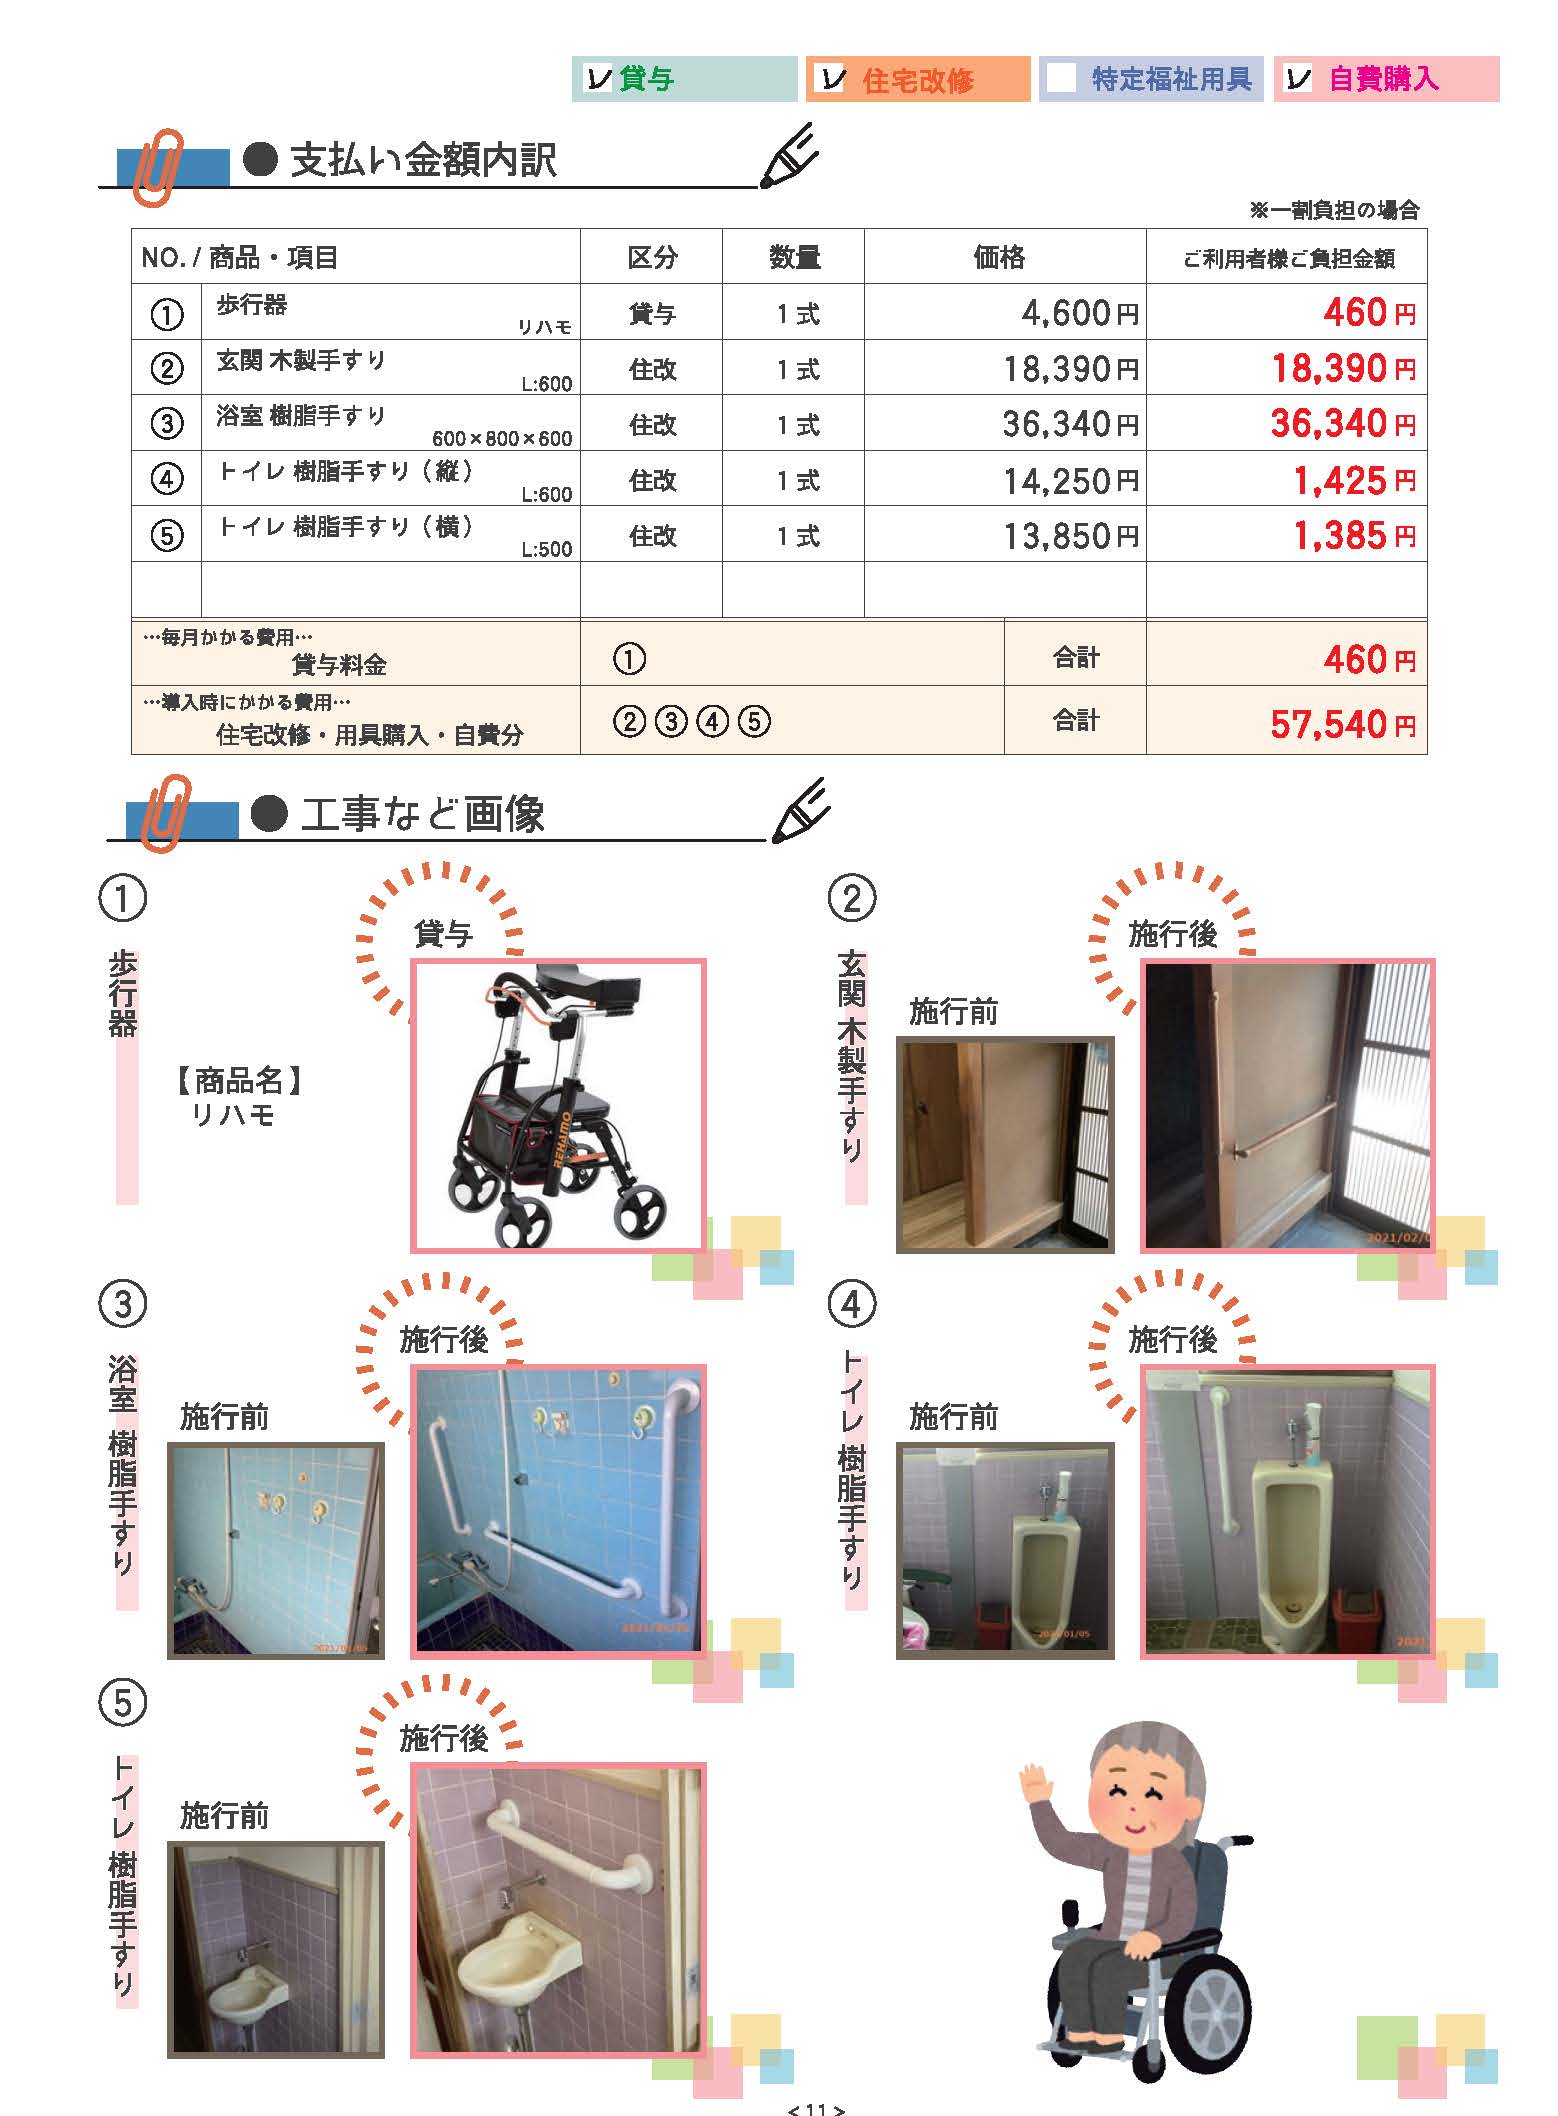 レ 貸与 レ 住宅改修 特定福祉用具 レ 自費購入
● 支払い金額内訳
※一割負担の場合
NO. / 商品・項目 区分 数量 価格 ご利用者様ご負担金額
① 歩行器 リハモ 貸与 1 式 4,600円 460円
② 玄関 木製手すり L:600 住改 1 式 18,390円 18,390円
③ 浴室 樹脂手すり 600×800×600 住改 1 式 36,340円 36,340円
④ トイレ 樹脂手すり（縦） L:600 住改 1 式 14,250円 1,425円
⑤ トイレ 樹脂手すり（横） L:500 住改 1 式 13,850円 1,385円
…毎月かかる費用…
貸与料金 ① 合計 460円
…導入時にかかる費用…
住宅改修・用具購入・自費分 ②③④⑤ 合計 57,540円
● 工事など画像
①
歩行器
【商品名】
リハモ
貸与
REHAMO
②
玄関 木製手すり
施行前
施行後
2021/02/0
③
浴室 樹脂手すり
施行前
2021/01/05
施行後
2021/01/05
④
トイレ 樹脂手すり
施行前
2021/01/05
施行後
2021
⑤
トイレ 樹脂手すり
施行前
施行後
<11>